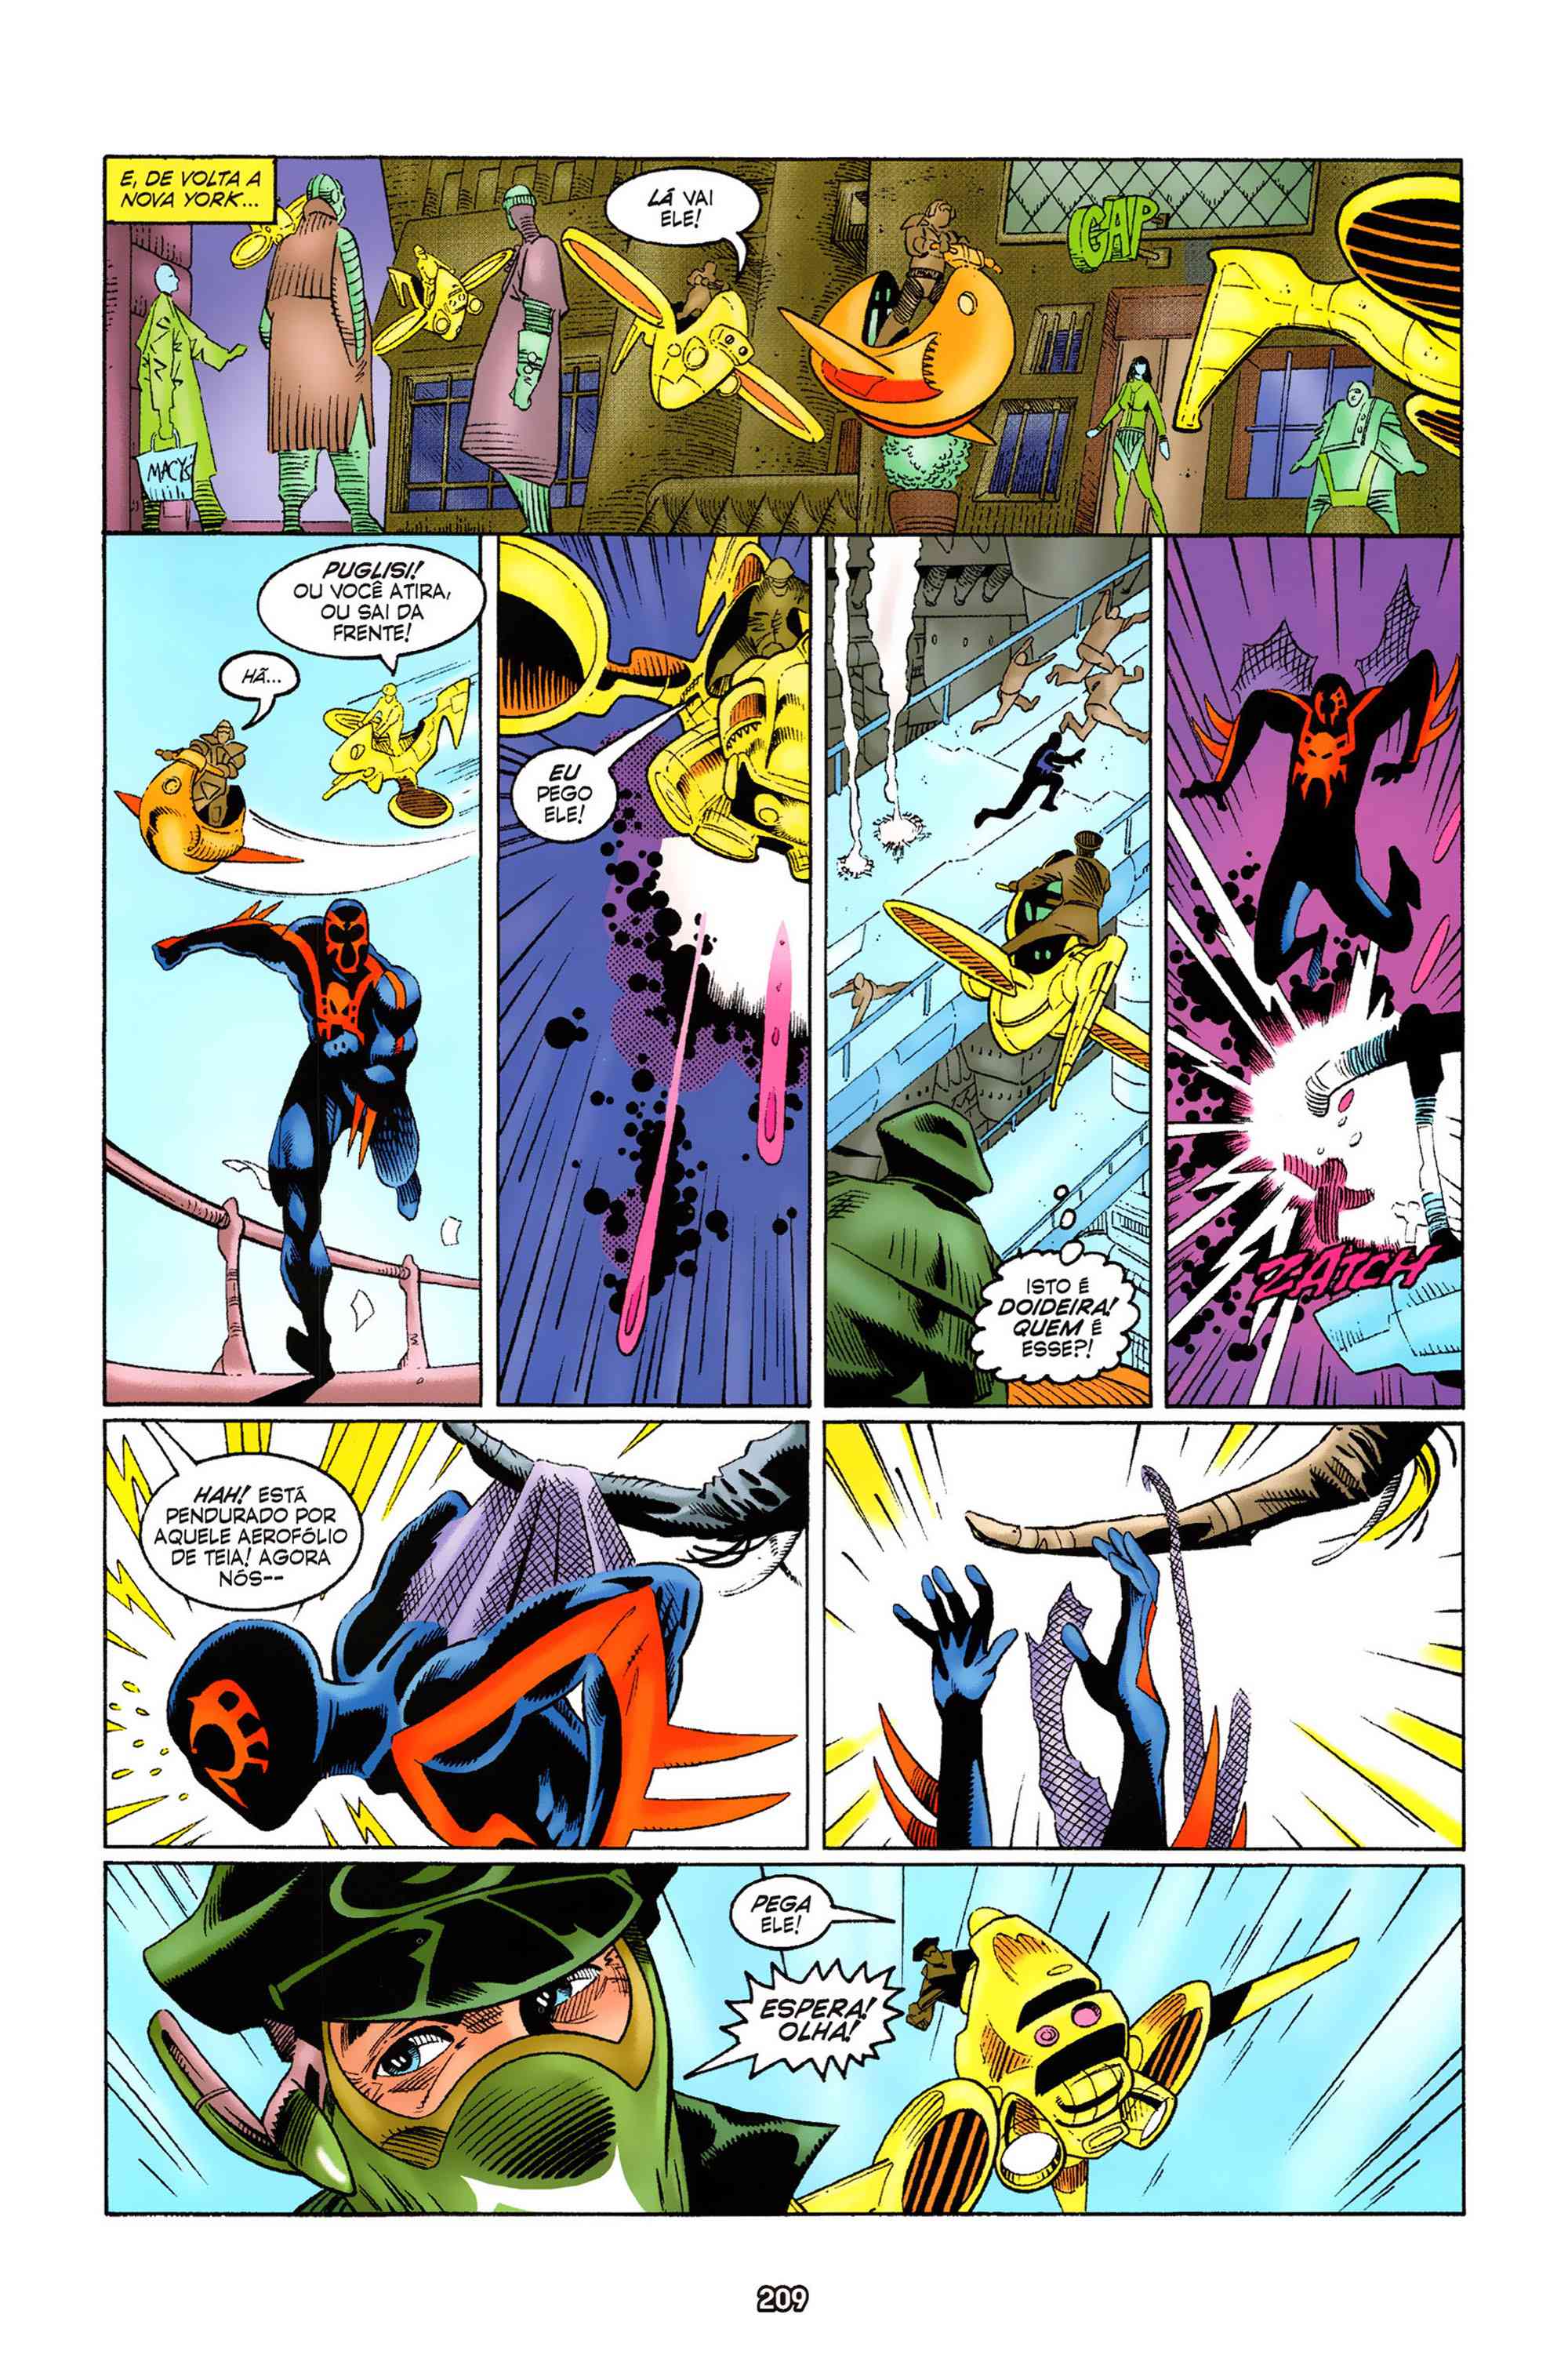 E, DE VOLTA A
NOVA YORK...
LÁ VAI
ELE!
GAP
MACYS
PUGLISI!
OU VOCÊ ATIRA,
OU SAI DA
FRENTE!
HÃ...
EU
PEGO
ELE!
ISTO É
DOIDEIRA!
QUEM É
ESSE?!
ZATCH
HAH! ESTÁ
PENDURADO POR
AQUELE AEROFÓLIO
DE TEIA! AGORA
NÓS--
PEGA
ELE!
ESPERA!
OLHA!
209